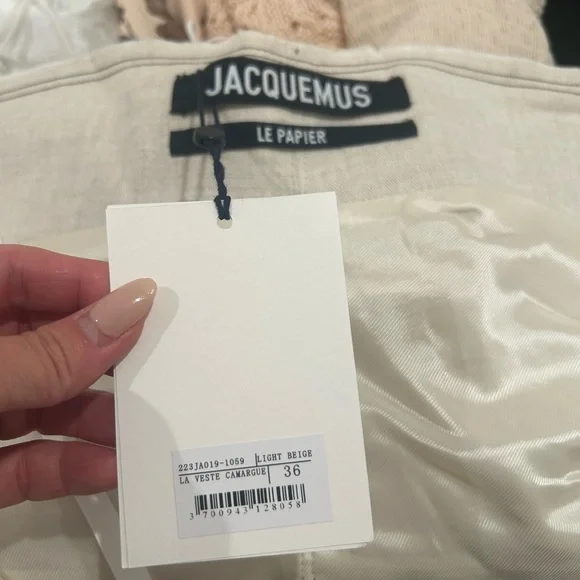 JACQUEMUS
LE PAPIER
223JA019-1059 LIGHT BEIGE
LA VESTE CAMARGUE 36
3 700943 128058